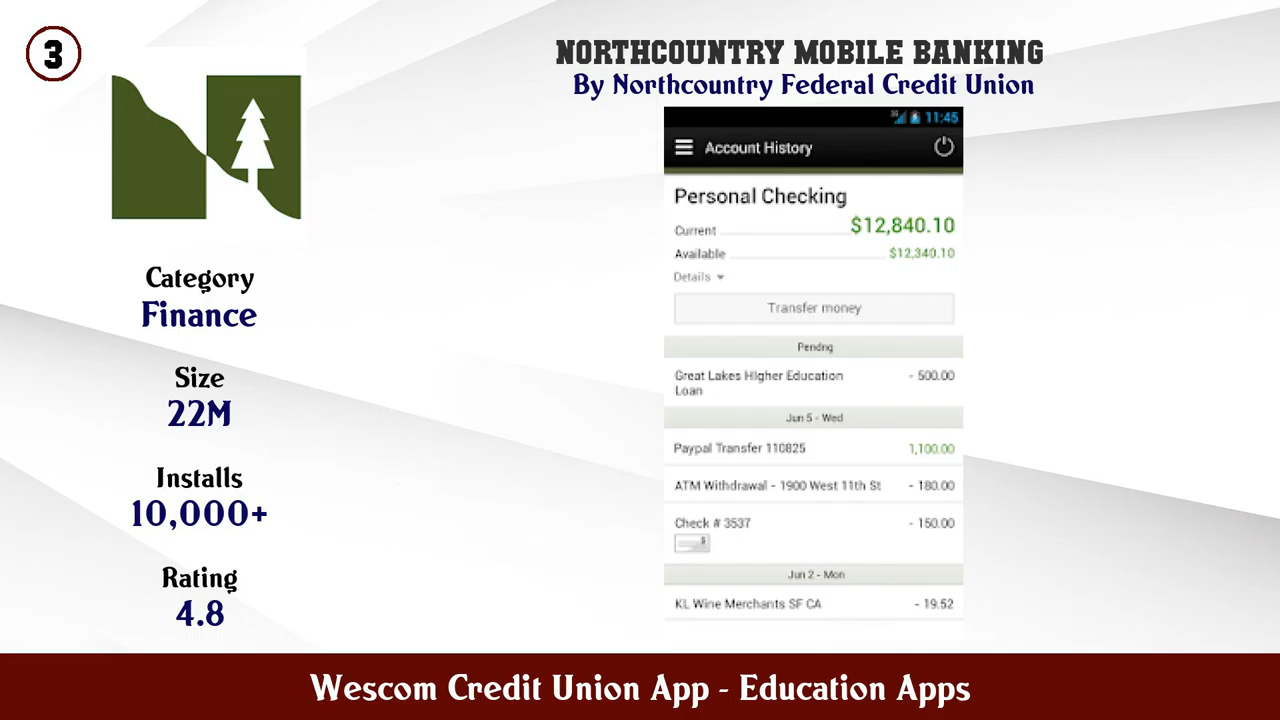 3
NORTHCOUNTRY MOBILE BANKING
By Northcountry Federal Credit Union
Category
Finance
Size
22M
Installs
10,000+
Rating
4.8
11:45
Account History
Personal Checking
Current $12,840.10
Available $12,340.10
Details
Transfer money
Pendng
Great Lakes Higher Education - 500.00
Loan
Jun 5 - Wed
Paypal Transfer 110825 1,100.00
ATM Withdrawal - 1900 West 11th St - 180.00
Check # 3537 - 150.00
$
Jun 2 - Mon
KL Wine Merchants SF CA - 19.52
Wescom Credit Union App - Education Apps